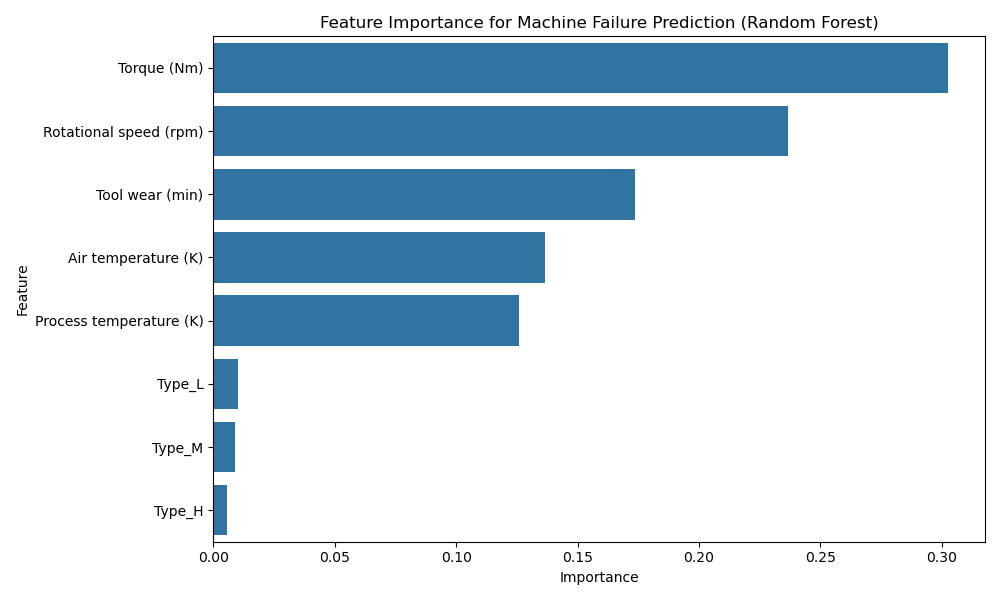 Feature Importance for Machine Failure Prediction (Random Forest)
Torque (Nm)
Rotational speed (rpm)
Tool wear (min)
Air temperature (K)
Process temperature (K)
Type_L
Type_M
Type_H
Feature
0.00 0.05 0.10 0.15 0.20 0.25 0.30
Importance